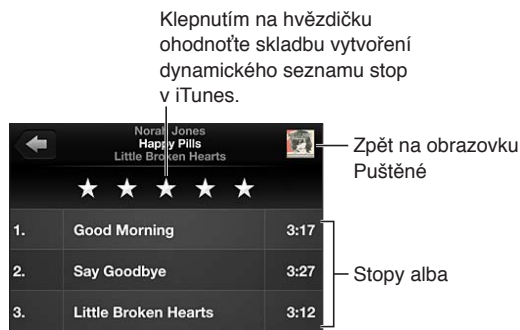 Klepnutím na hvězdičku
ohodnoťte skladbu vytvoření
dynamického seznamu stop
v iTunes.
Norah Jones
Happy Pills
Little Broken Hearts
Zpět na obrazovku
Puštěné
1. Good Morning 3:17
2. Say Goodbye 3:27
Stopy alba
3. Little Broken Hearts 3:12